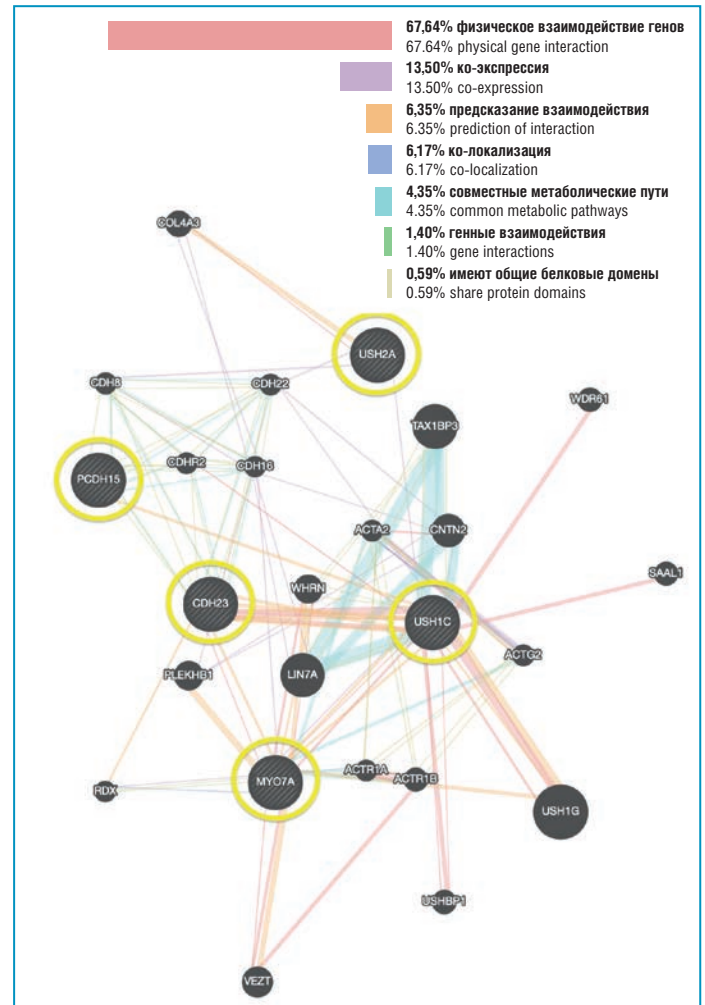 67,64% физическое взаимодействие генов
67.64% physical gene interaction
13,50% ко-экспрессия
13.50% co-expression
6,35% предсказание взаимодействия
6.35% prediction of interaction
6,17% ко-локализация
6.17% co-localization
4,35% совместные метаболические пути
4.35% common metabolic pathways
1,40% генные взаимодействия
1.40% gene interactions
0,59% имеют общие белковые домены
0.59% share protein domains
COL4A3
USH2A
CDH8
CDH22
WDR61
TAX1BP3
CDHR2
CDH16
PCDH15
ACTA2
CNTN2
SAAL1
WHRN
CDH23
USH1C
ACTG2
PLEKHB1
LIN7A
ACTR1A
ACTR1B
MYO7A
RDX
USH1G
USHBP1
VEZT